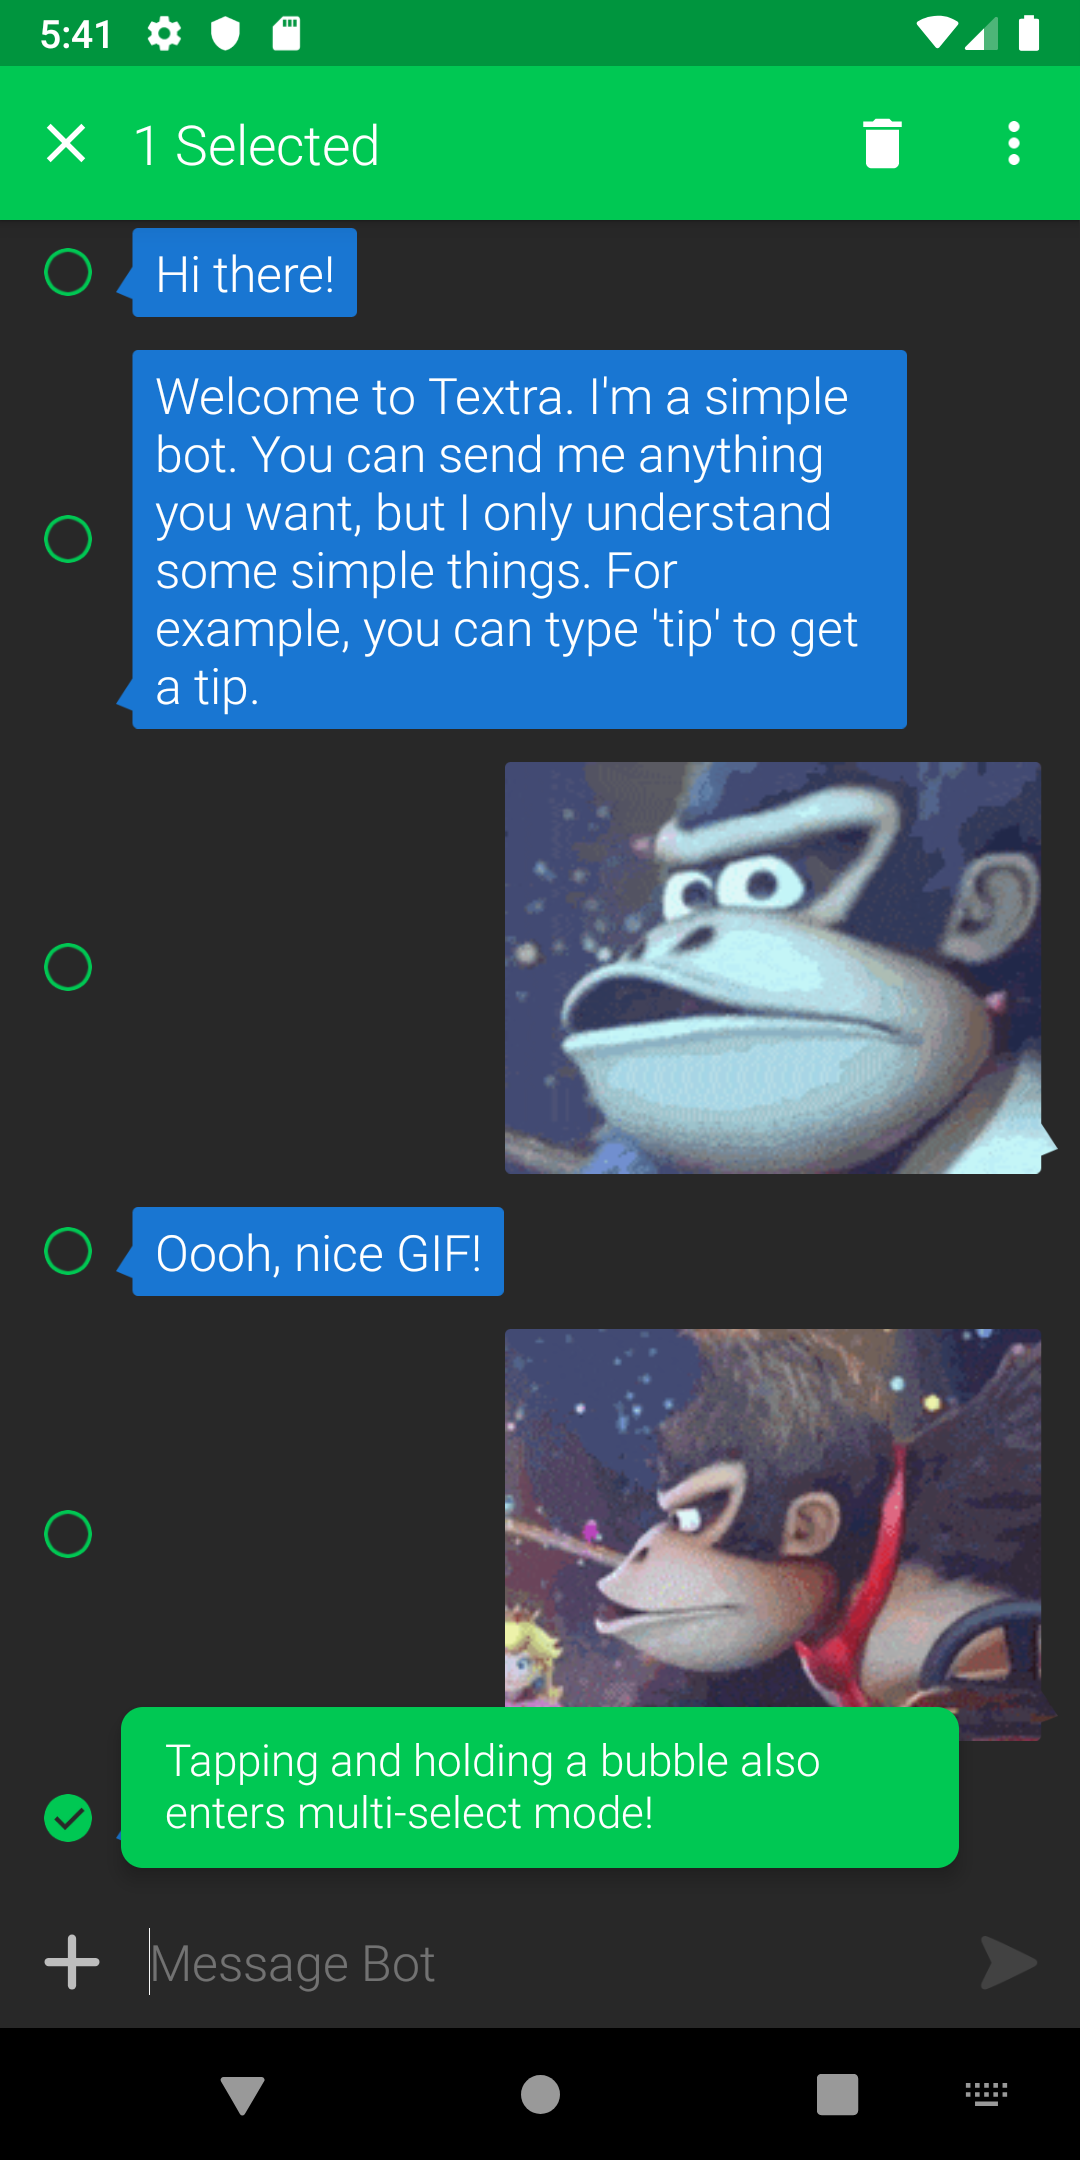 5:41
1 Selected
Hi there!
Welcome to Textra. I'm a simple
bot. You can send me anything
you want, but I only understand
some simple things. For
example, you can type 'tip' to get
a tip.
Oooh, nice GIF!
Tapping and holding a bubble also
enters multi-select mode!
Message Bot